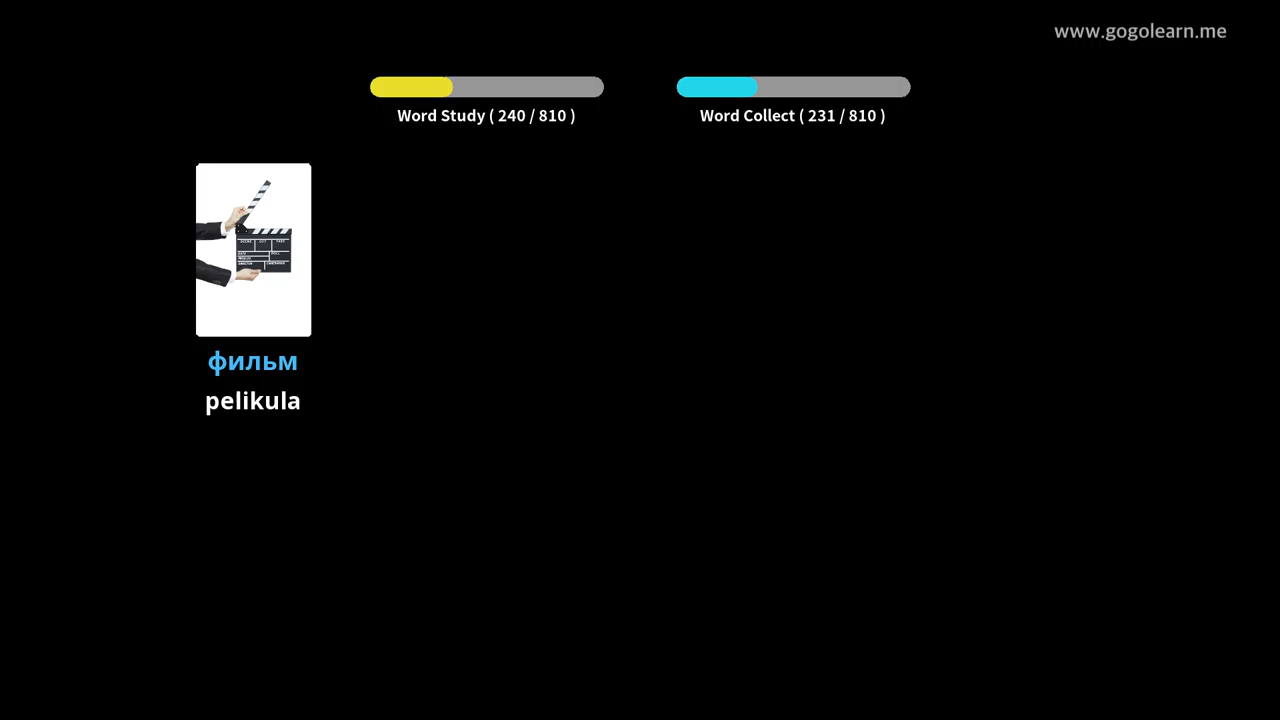 www.gogolearn.me
Word Study ( 240 / 810 )
Word Collect ( 231 / 810 )
фильм
pelikula